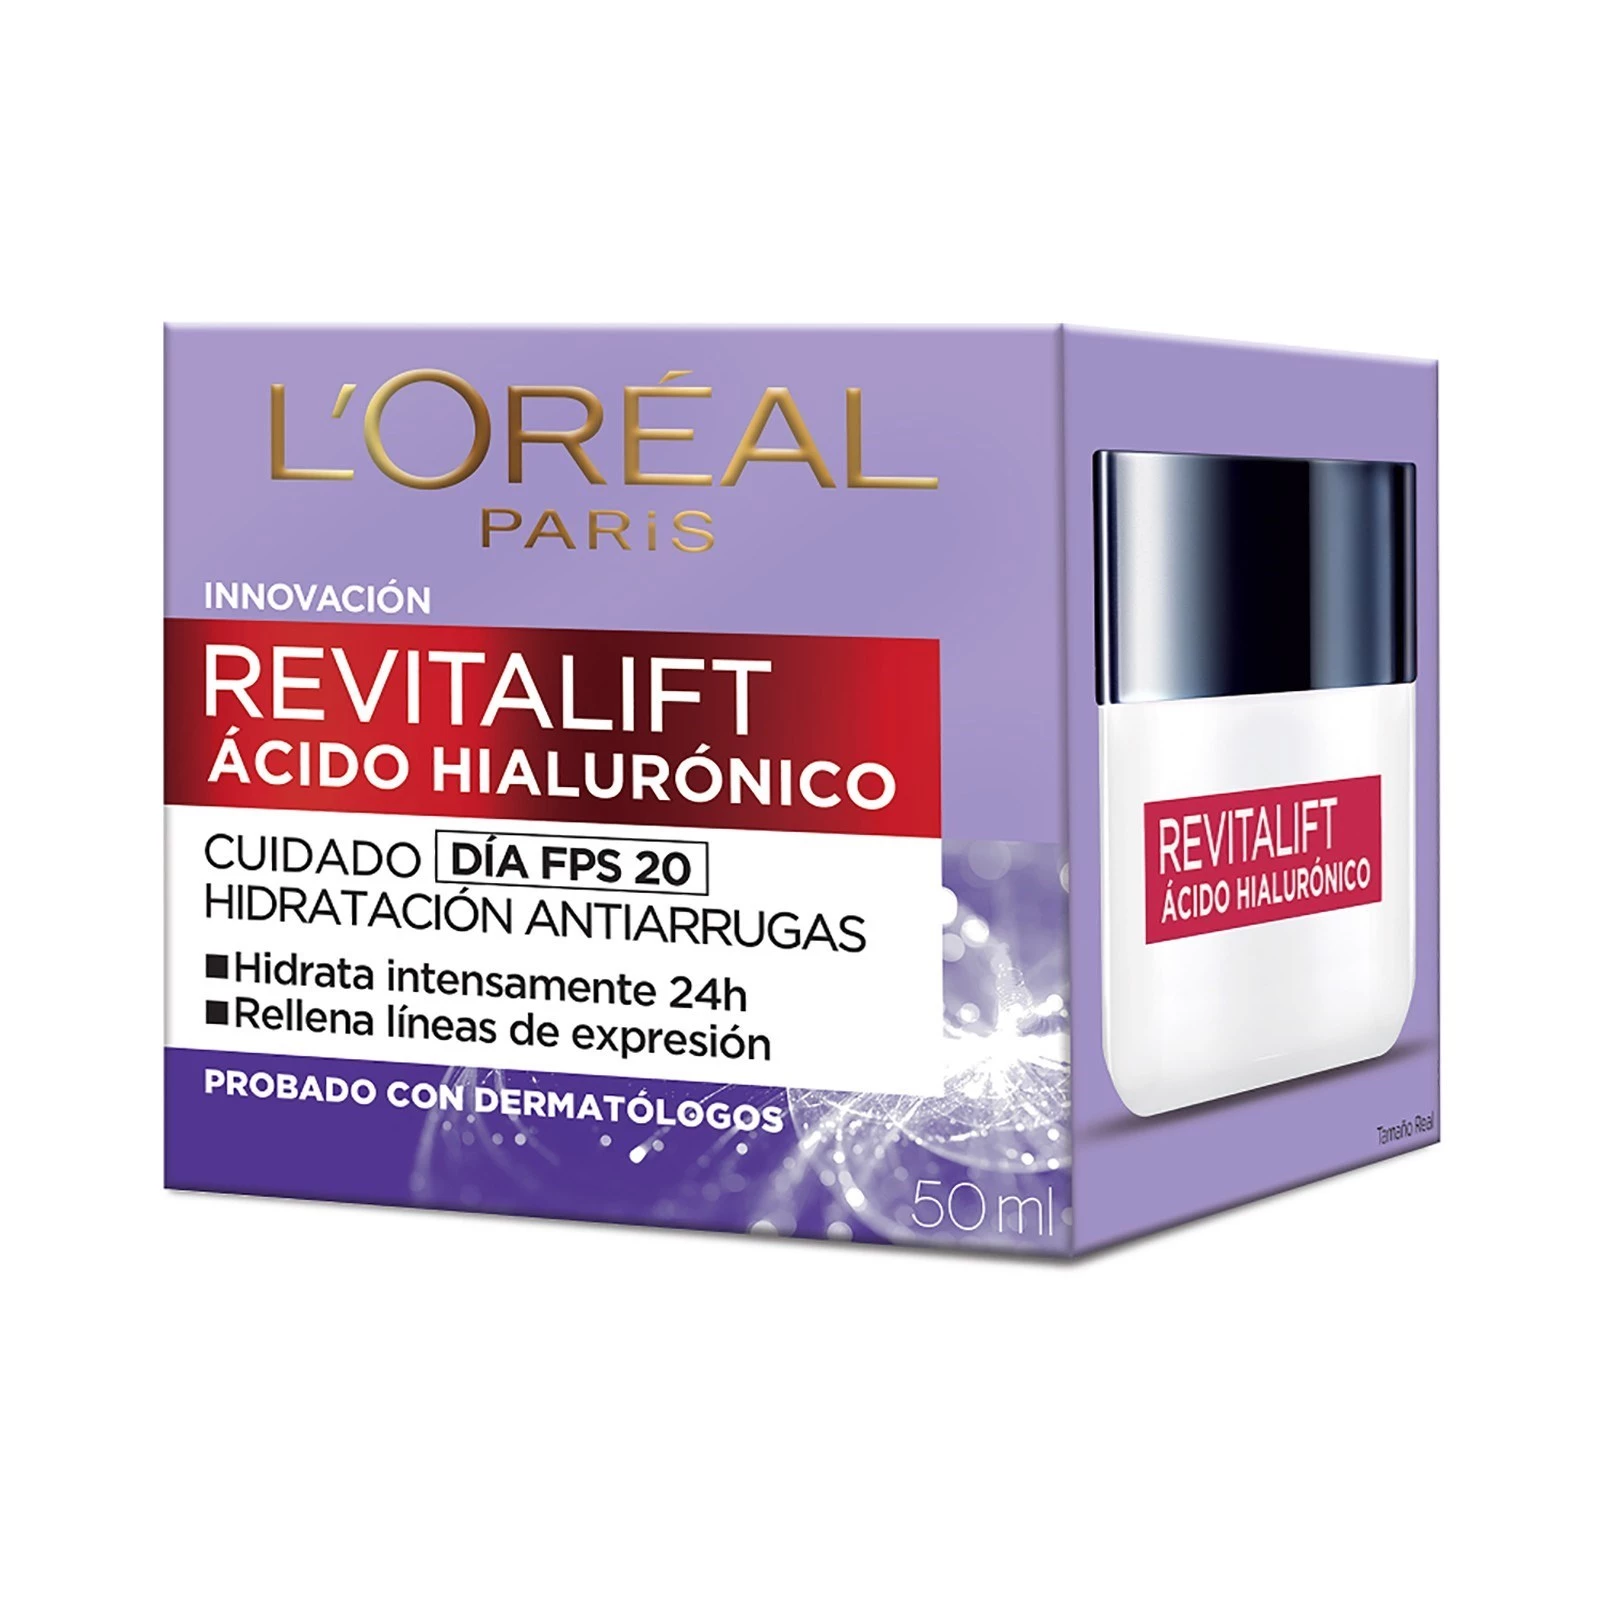 L'ORÉAL
PARiS
INNOVACIÓN
REVITALIFT
ÁCIDO HIALURÓNICO
CUIDADO DÍA FPS 20
HIDRATACIÓN ANTIARRUGAS
■Hidrata intensamente 24h
■Rellena líneas de expresión
PROBADO CON DERMATÓLOGOS
50 ml
REVITALIFT
ÁCIDO HIALURÓNICO
Tamaño Real